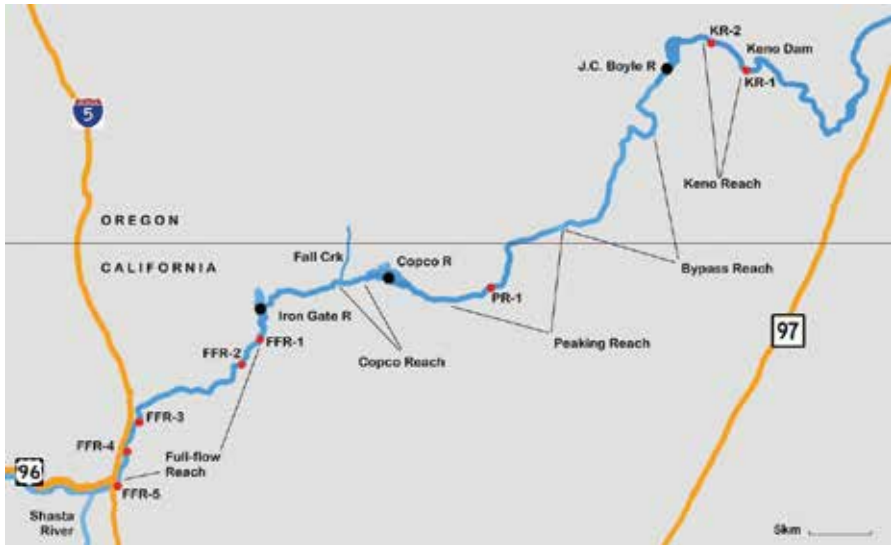 KR-2
Keno Dam
J.C. Boyle R
KR-1
5
Keno Reach
OREGON
CALIFORNIA
Fall Crk
Copco R
Bypass Reach
PR-1
Iron Gate R
97
Peaking Reach
FFR-1
FFR-2
Copco Reach
FFR-3
FFR-4
Full-flow
Reach
96
FFR-5
Shasta
River
5km